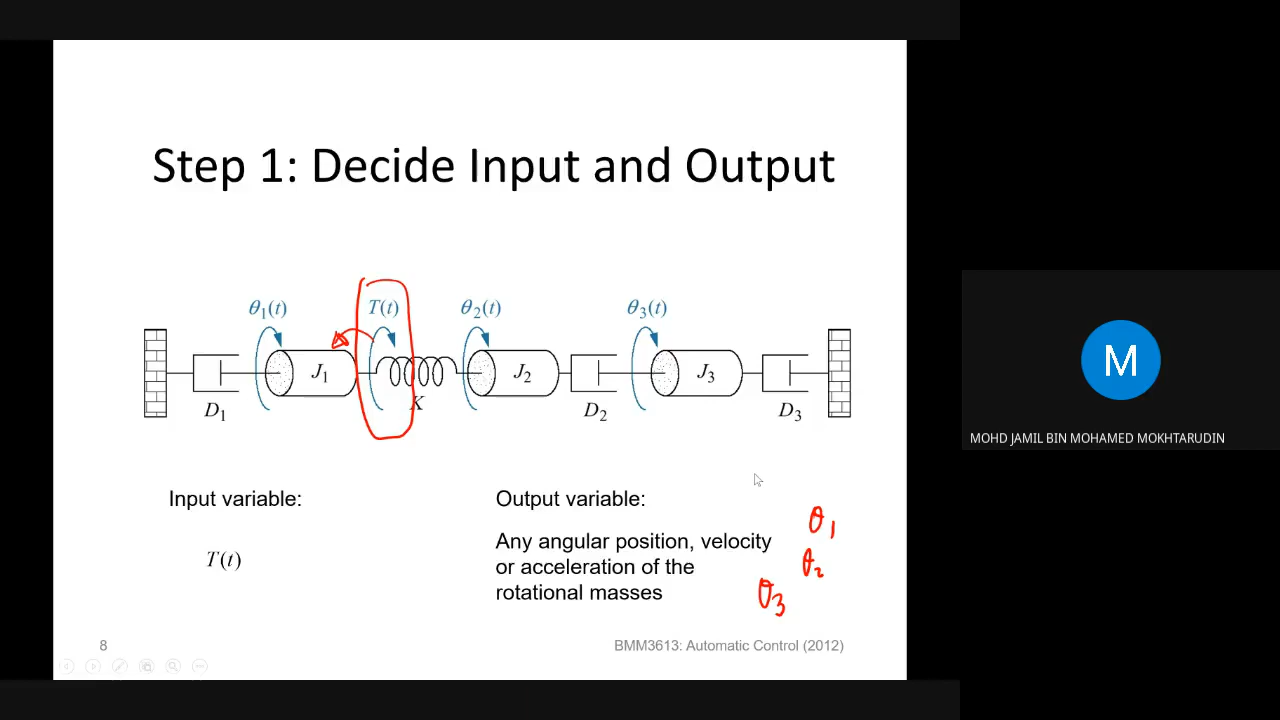 Step 1: Decide Input and Output
θ₁(t) T(t) θ₂(t) θ₃(t)
J₁ J₂ J₃
D₁ K D₂ D₃
Input variable:
T(t)
Output variable:
Any angular position, velocity
or acceleration of the
rotational masses
θ₁
θ₂
θ₃
8
BMM3613: Automatic Control (2012)
M
MOHD JAMIL BIN MOHAMED MOKHTARUDIN